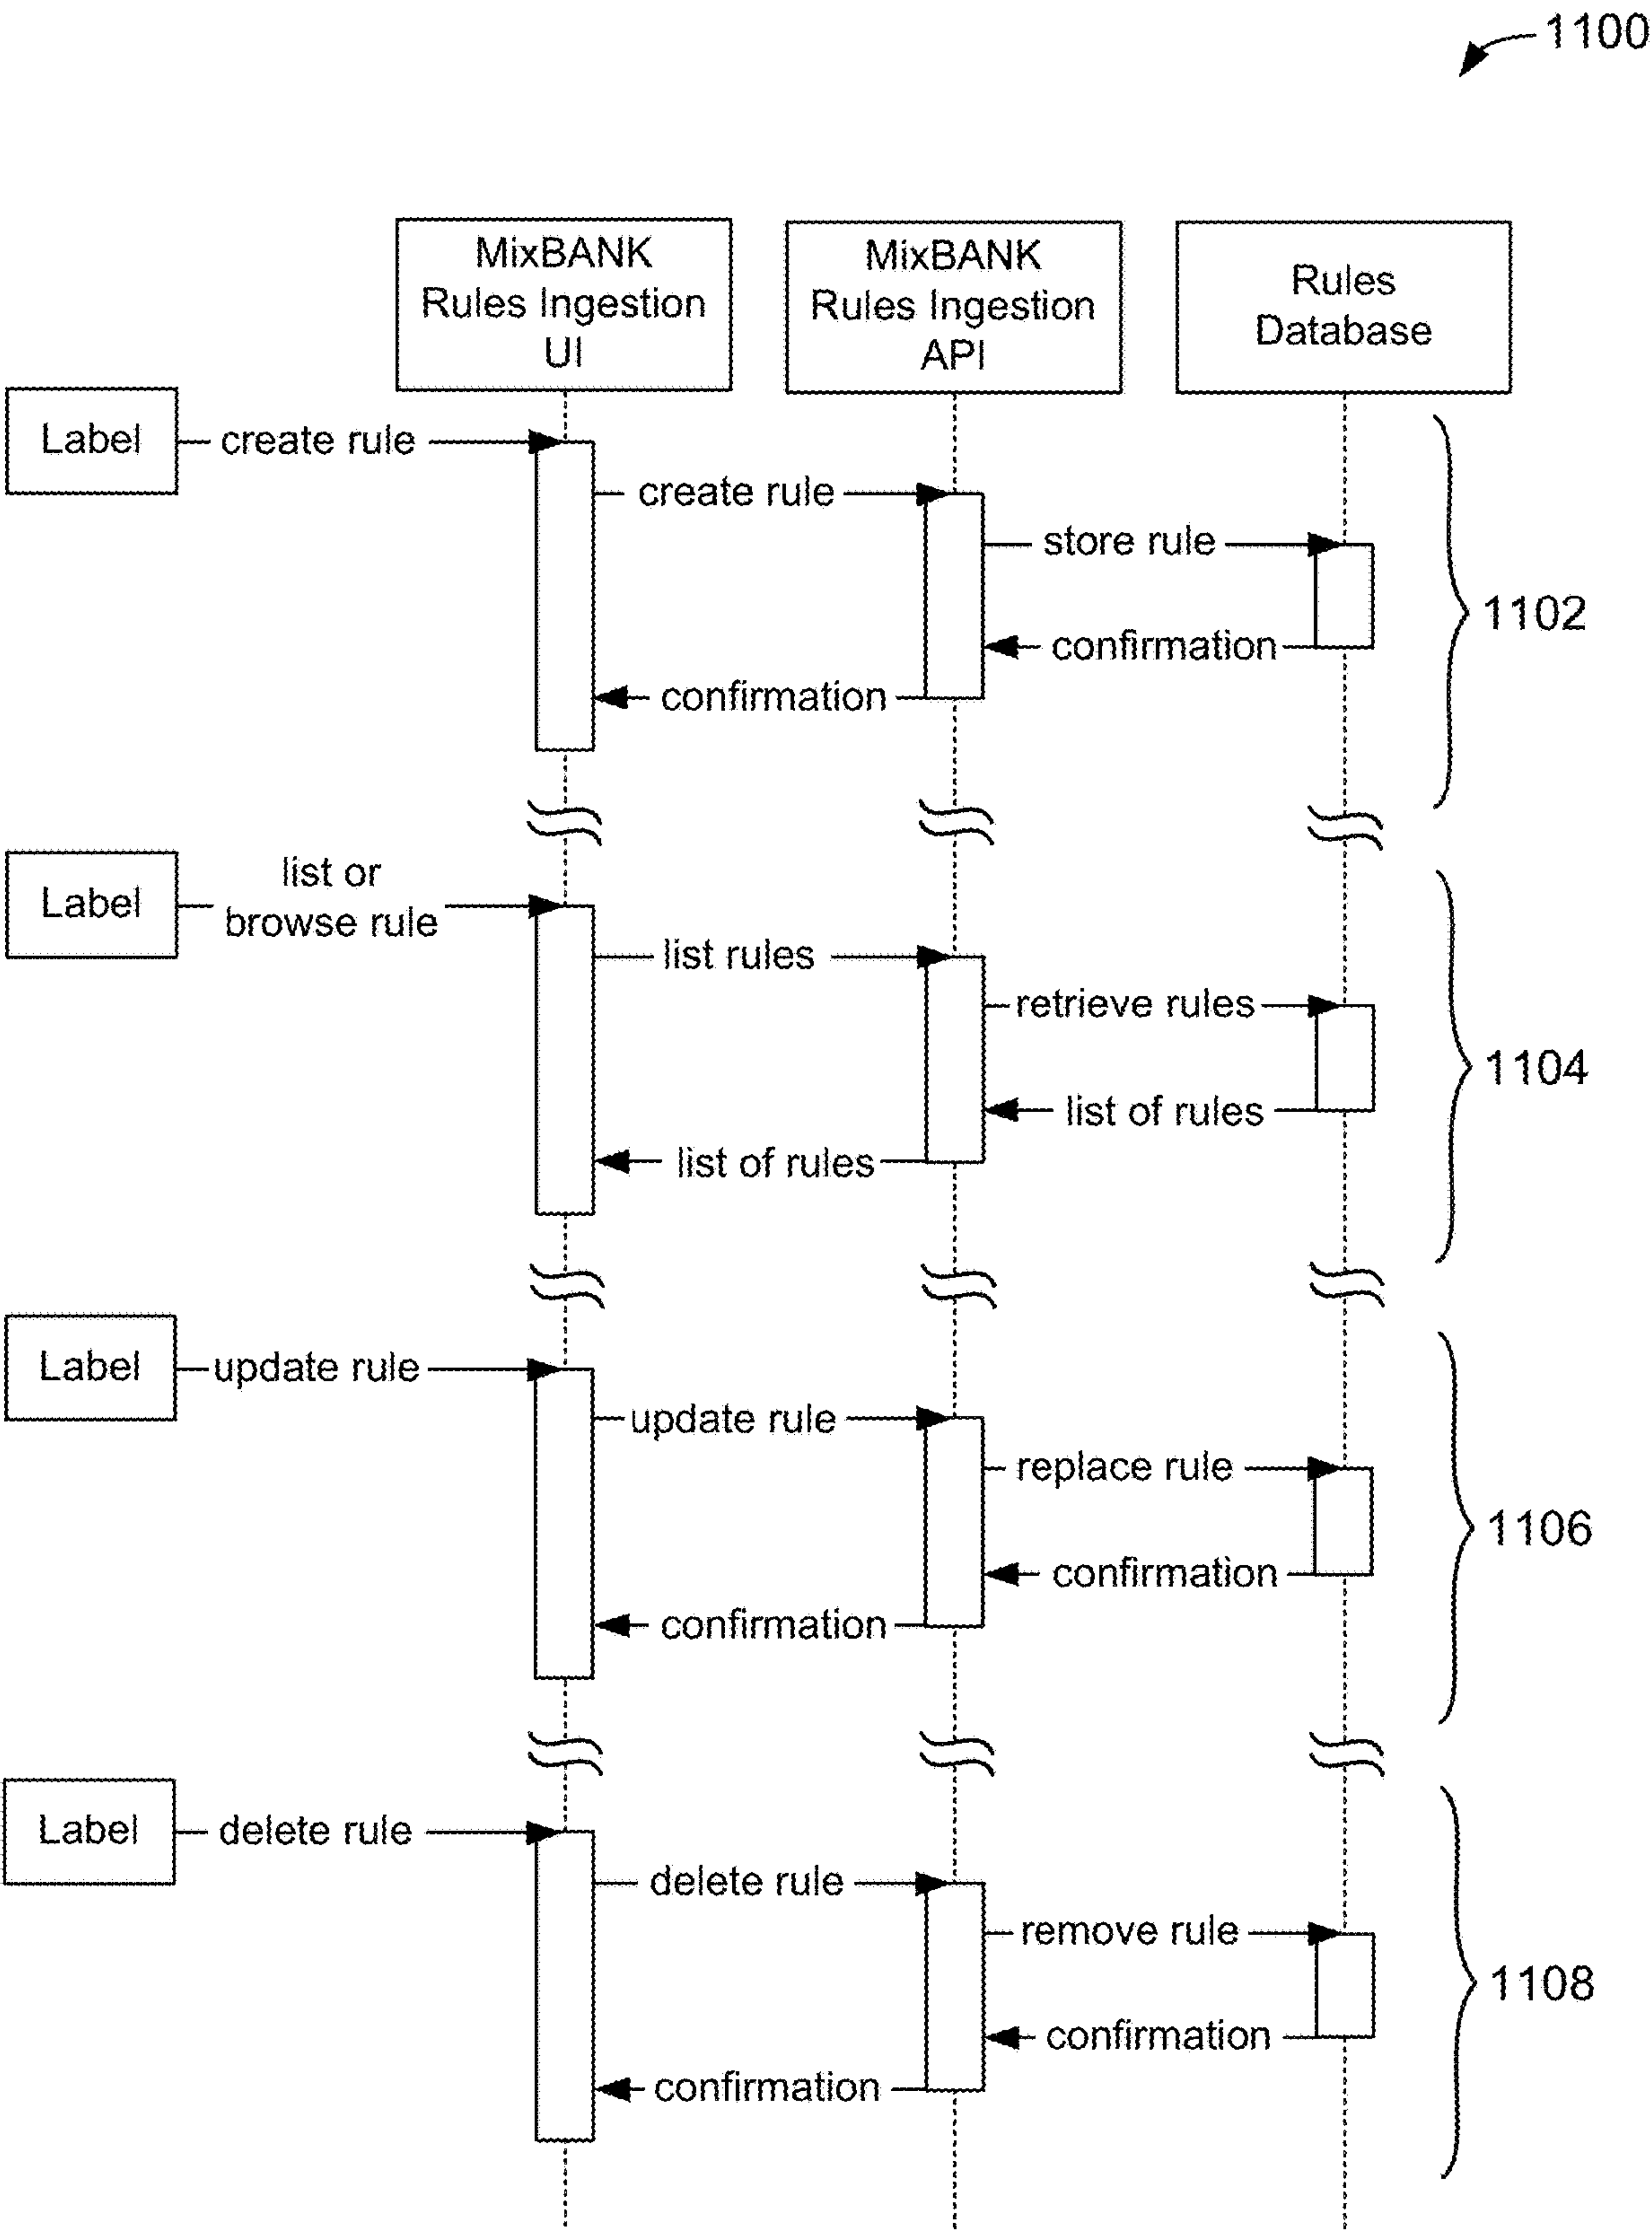 1100
MixBANK
Rules Ingestion
UI
MixBANK
Rules Ingestion
API
Rules
Database
Label
create rule
create rule
store rule
1102
confirmation
confirmation
Label
list or
browse rule
list rules
retrieve rules
1104
list of rules
list of rules
Label
update rule
update rule
replace rule
1106
confirmation
confirmation
Label
delete rule
delete rule
remove rule
1108
confirmation
confirmation